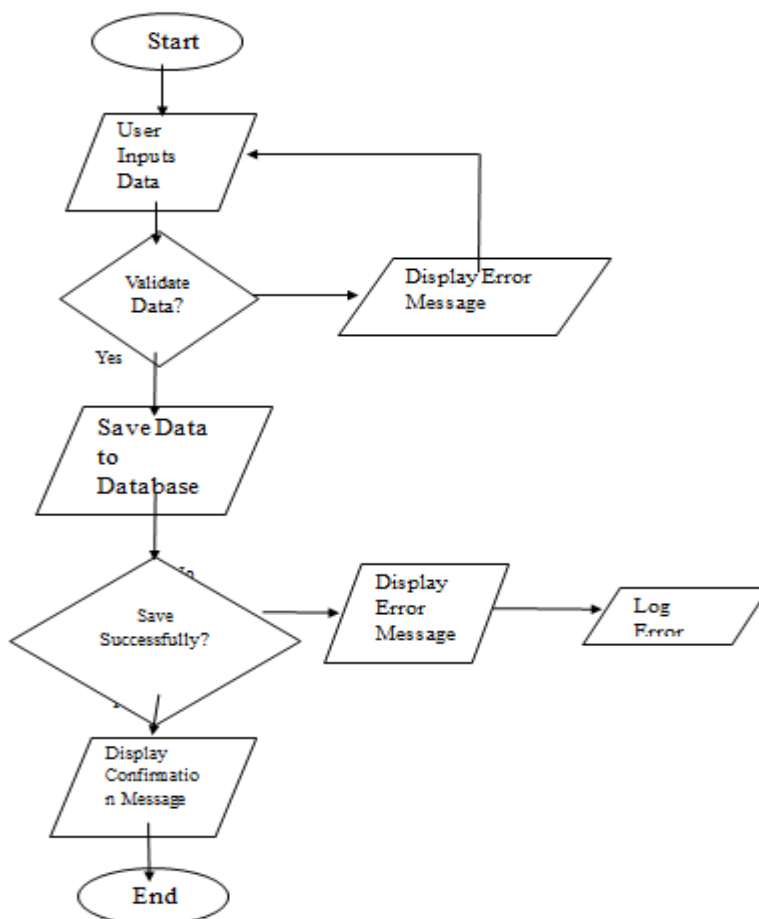 Start
User
Inputs
Data
Validate
Data?
Display Error
Message
Yes
Save Data
to
Database
Save
Successfully?
Display
Error
Message
Log
Error
Display
Confirmatio
n Message
End